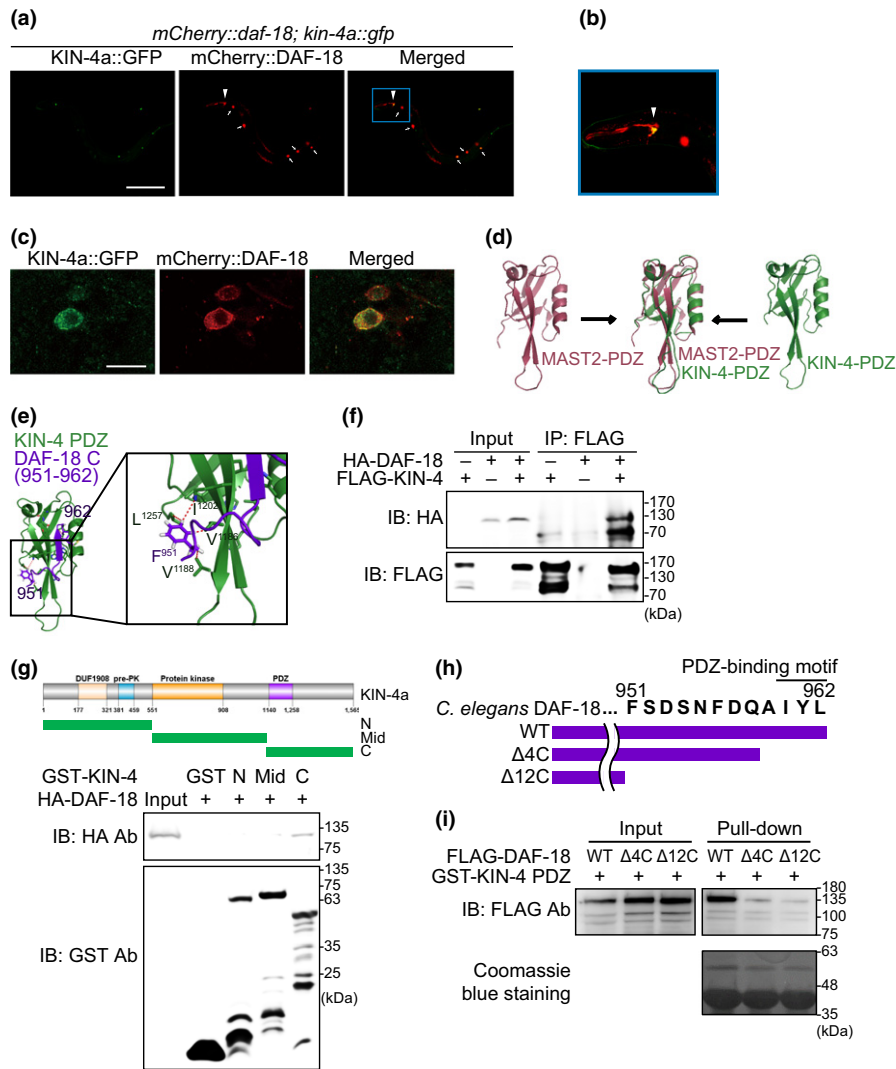 (a)
mCherry::daf-18; kin-4a::gfp
KIN-4a::GFP mCherry::DAF-18 Merged
(b)
(c)
KIN-4a::GFP mCherry::DAF-18 Merged
(d)
MAST2-PDZ
MAST2-PDZ
KIN-4-PDZ
KIN-4-PDZ
(e)
KIN-4 PDZ
DAF-18 C
(951-962)
962
951
L1257
I1202
V1186
F951
V1188
(f)
Input IP: FLAG
HA-DAF-18 – + + – + +
FLAG-KIN-4 + – + + – +
IB: HA
170
130
70
IB: FLAG
170
130
70
(kDa)
(g)
DUF1908 pre-PK Protein kinase PDZ
KIN-4a
1 177 321 381 459 551 908 1140 1,258 1,565
N
Mid
C
GST-KIN-4 GST N Mid C
HA-DAF-18 Input + + + +
IB: HA Ab
135
75
IB: GST Ab
135
75
63
35
25
(kDa)
(h)
PDZ-binding motif
951 962
C. elegans DAF-18... F S D S N F D Q A I Y L
WT
Δ4C
Δ12C
(i)
Input Pull-down
FLAG-DAF-18 WT Δ4C Δ12C WT Δ4C Δ12C
GST-KIN-4 PDZ + + + + + +
IB: FLAG Ab
180
135
100
75
Coomassie
blue staining
63
48
35
(kDa)